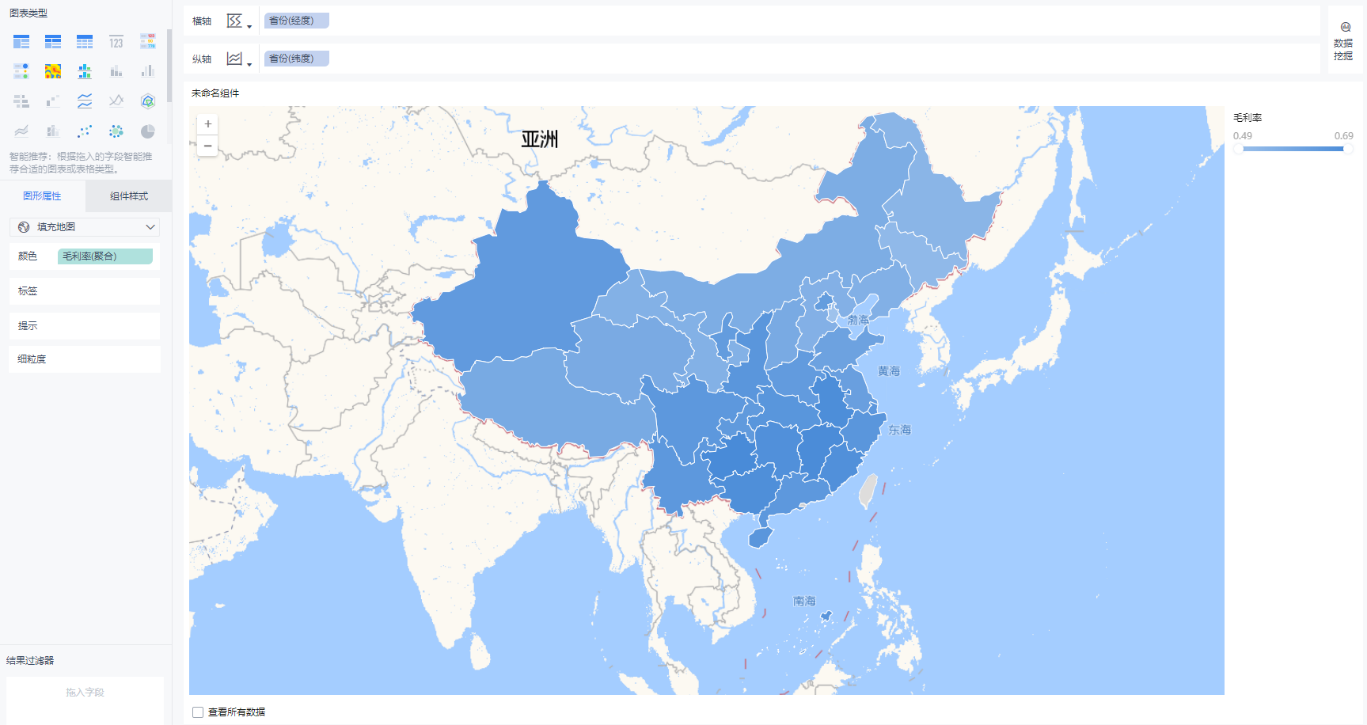 图表类型
123
智能推荐：根据拖入的字段智能推
荐合适的图表或表格类型。
图形属性
组件样式
填充地图
颜色
毛利率(聚合)
标签
提示
细粒度
结果过滤器
拖入字段
横轴
省份(经度)
纵轴
省份(纬度)
数据
挖掘
未命名组件
+
−
亚洲
渤海
黄海
东海
南海
毛利率
0.49
0.69
查看所有数据